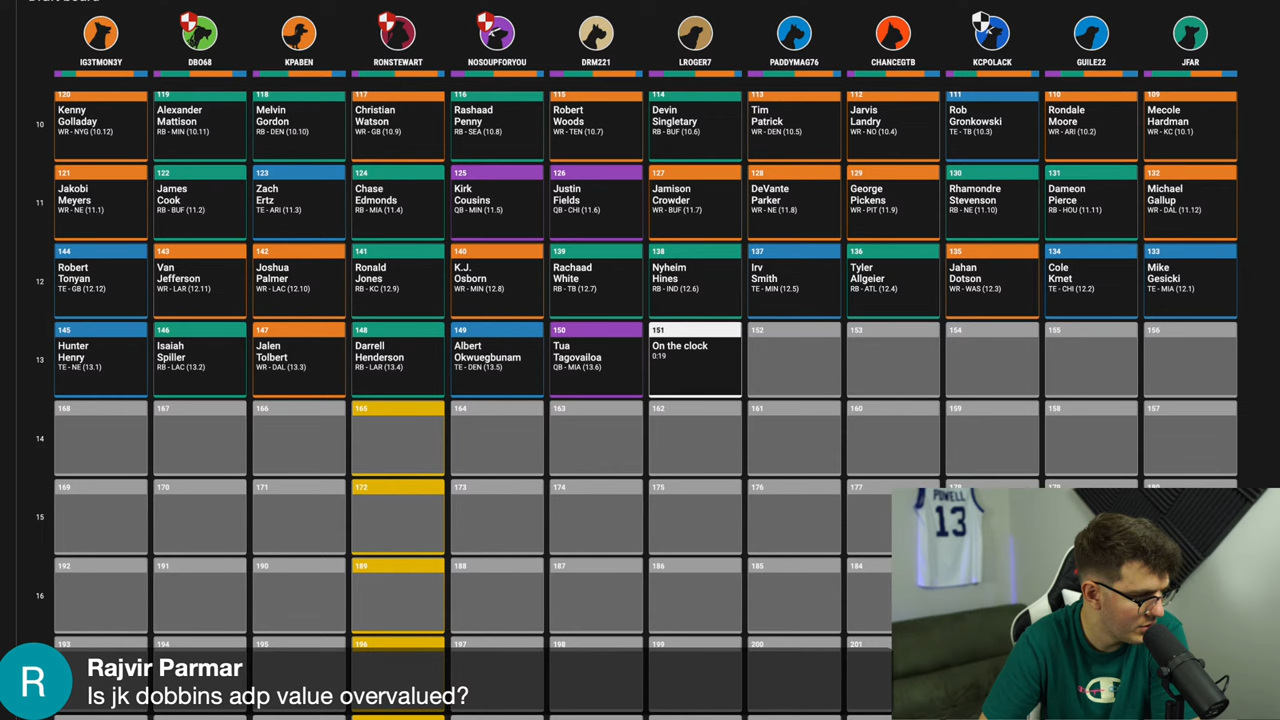 IG3TMON3Y DBO68 KPABEN RONSTEWART NOSOUPFORYOU DRM221 LROGER7 PADDYMAG76 CHANCEGTB KCPOLACK GUILE22 JFAR
10
120
Kenny
Golladay
WR - NYG (10.12)
119
Alexander
Mattison
RB - MIN (10.11)
118
Melvin
Gordon
RB - DEN (10.10)
117
Christian
Watson
WR - GB (10.9)
116
Rashaad
Penny
RB - SEA (10.8)
115
Robert
Woods
WR - TEN (10.7)
114
Devin
Singletary
RB - BUF (10.6)
113
Tim
Patrick
WR - DEN (10.5)
112
Jarvis
Landry
WR - NO (10.4)
111
Rob
Gronkowski
TE - TB (10.3)
110
Rondale
Moore
WR - ARI (10.2)
109
Mecole
Hardman
WR - KC (10.1)
11
121
Jakobi
Meyers
WR - NE (11.1)
122
James
Cook
RB - BUF (11.2)
123
Zach
Ertz
TE - ARI (11.3)
124
Chase
Edmonds
RB - MIA (11.4)
125
Kirk
Cousins
QB - MIN (11.5)
126
Justin
Fields
QB - CHI (11.6)
127
Jamison
Crowder
WR - BUF (11.7)
128
DeVante
Parker
WR - NE (11.8)
129
George
Pickens
WR - PIT (11.9)
130
Rhamondre
Stevenson
RB - NE (11.10)
131
Dameon
Pierce
RB - HOU (11.11)
132
Michael
Gallup
WR - DAL (11.12)
12
144
Robert
Tonyan
TE - GB (12.12)
143
Van
Jefferson
WR - LAR (12.11)
142
Joshua
Palmer
WR - LAC (12.10)
141
Ronald
Jones
RB - KC (12.9)
140
K.J.
Osborn
WR - MIN (12.8)
139
Rachaad
White
RB - TB (12.7)
138
Nyheim
Hines
RB - IND (12.6)
137
Irv
Smith
TE - MIN (12.5)
136
Tyler
Allgeier
RB - ATL (12.4)
135
Jahan
Dotson
WR - WAS (12.3)
134
Cole
Kmet
TE - CHI (12.2)
133
Mike
Gesicki
TE - MIA (12.1)
13
145
Hunter
Henry
TE - NE (13.1)
146
Isaiah
Spiller
RB - LAC (13.2)
147
Jalen
Tolbert
WR - DAL (13.3)
148
Darrell
Henderson
RB - LAR (13.4)
149
Albert
Okwuegbunam
TE - DEN (13.5)
150
Tua
Tagovailoa
QB - MIA (13.6)
151
On the clock
0:19
152 153 154 155 156
14
168 167 166 165 164 163 162 161 160 159 158 157
15
169 170 171 172 173 174 175 176 177
16
192 191 190 189 188 187 186 185 184
193 194 195 196 197 198 199 200 201
POWELL
13
R
Rajvir Parmar
Is jk dobbins adp value overvalued?